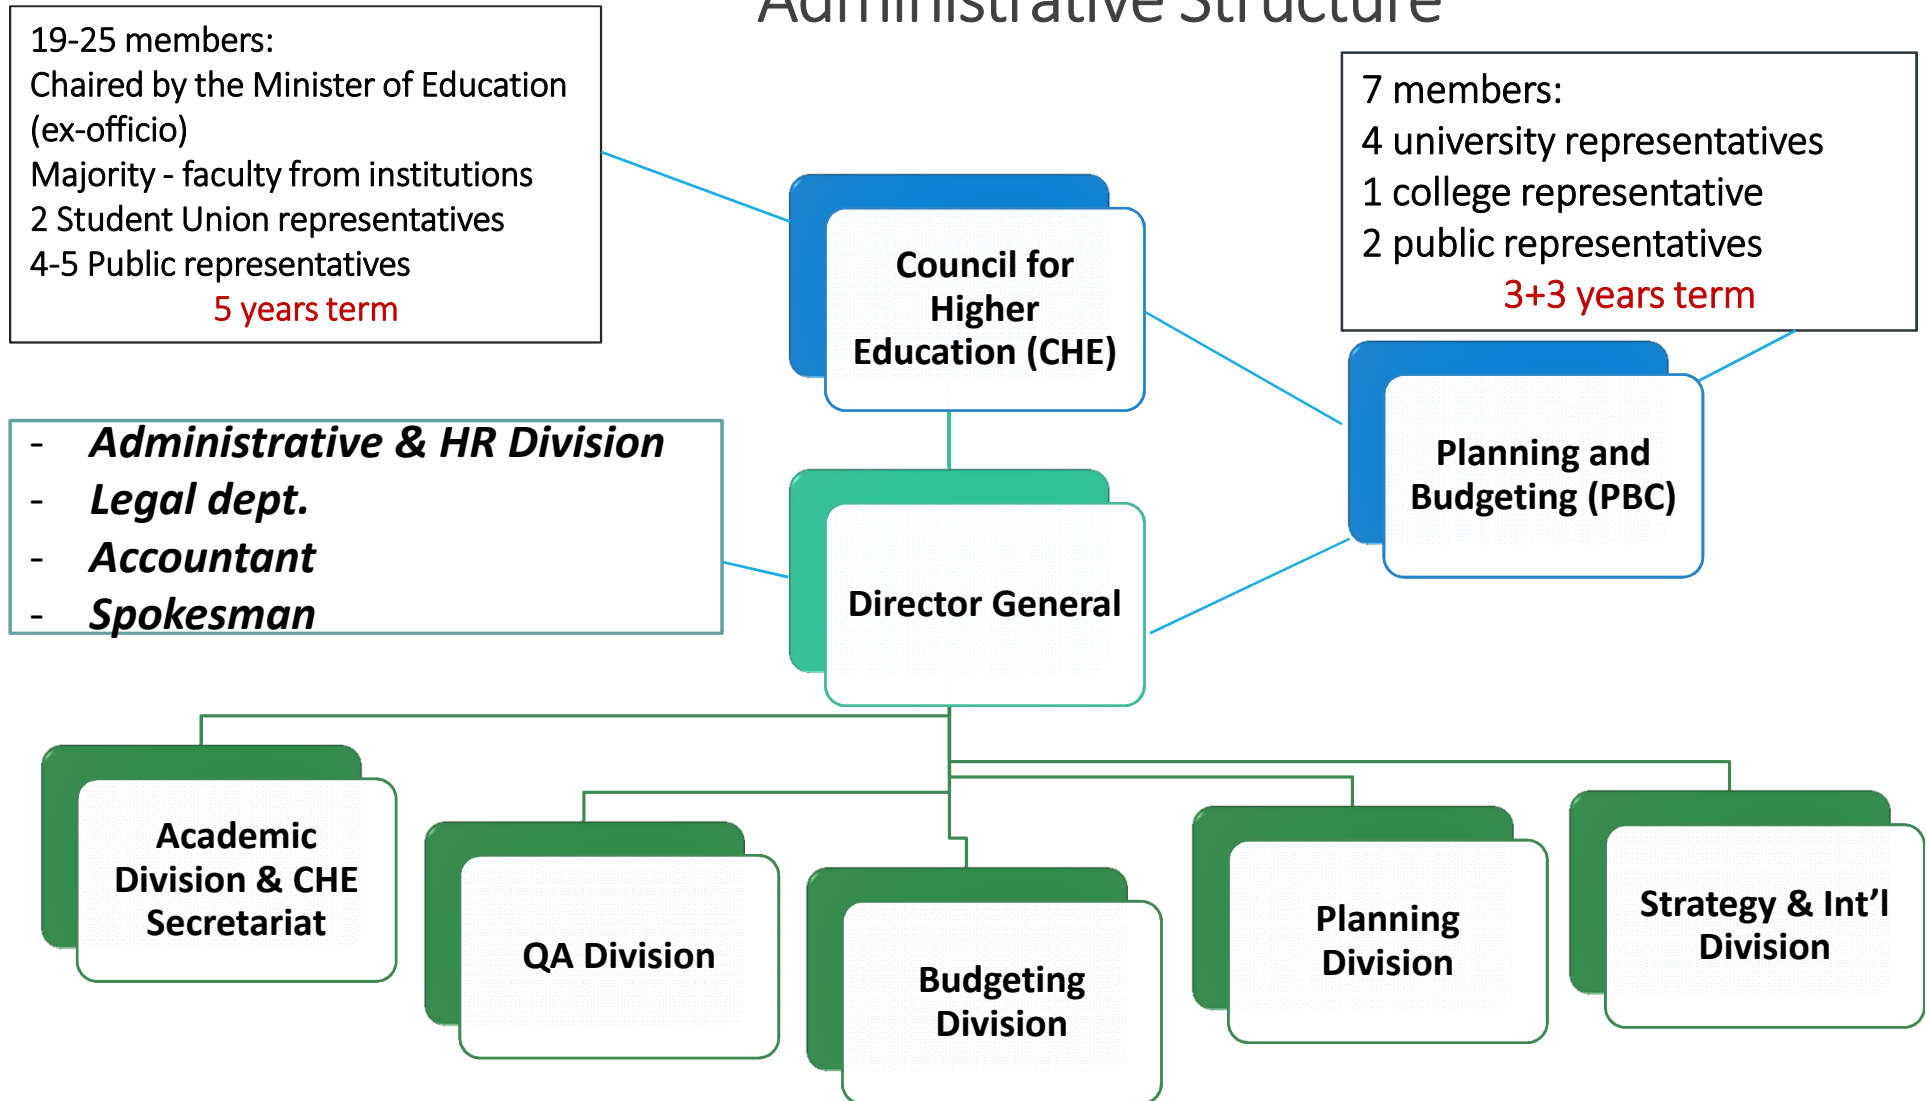 Administrative Structure
19-25 members:
Chaired by the Minister of Education
(ex-officio)
Majority - faculty from institutions
2 Student Union representatives
4-5 Public representatives
5 years term
7 members:
4 university representatives
1 college representative
2 public representatives
3+3 years term
Council for
Higher
Education (CHE)
Planning and
Budgeting (PBC)
- Administrative & HR Division
- Legal dept.
- Accountant
- Spokesman
Director General
Academic
Division & CHE
Secretariat
QA Division
Budgeting
Division
Planning
Division
Strategy & Int’l
Division